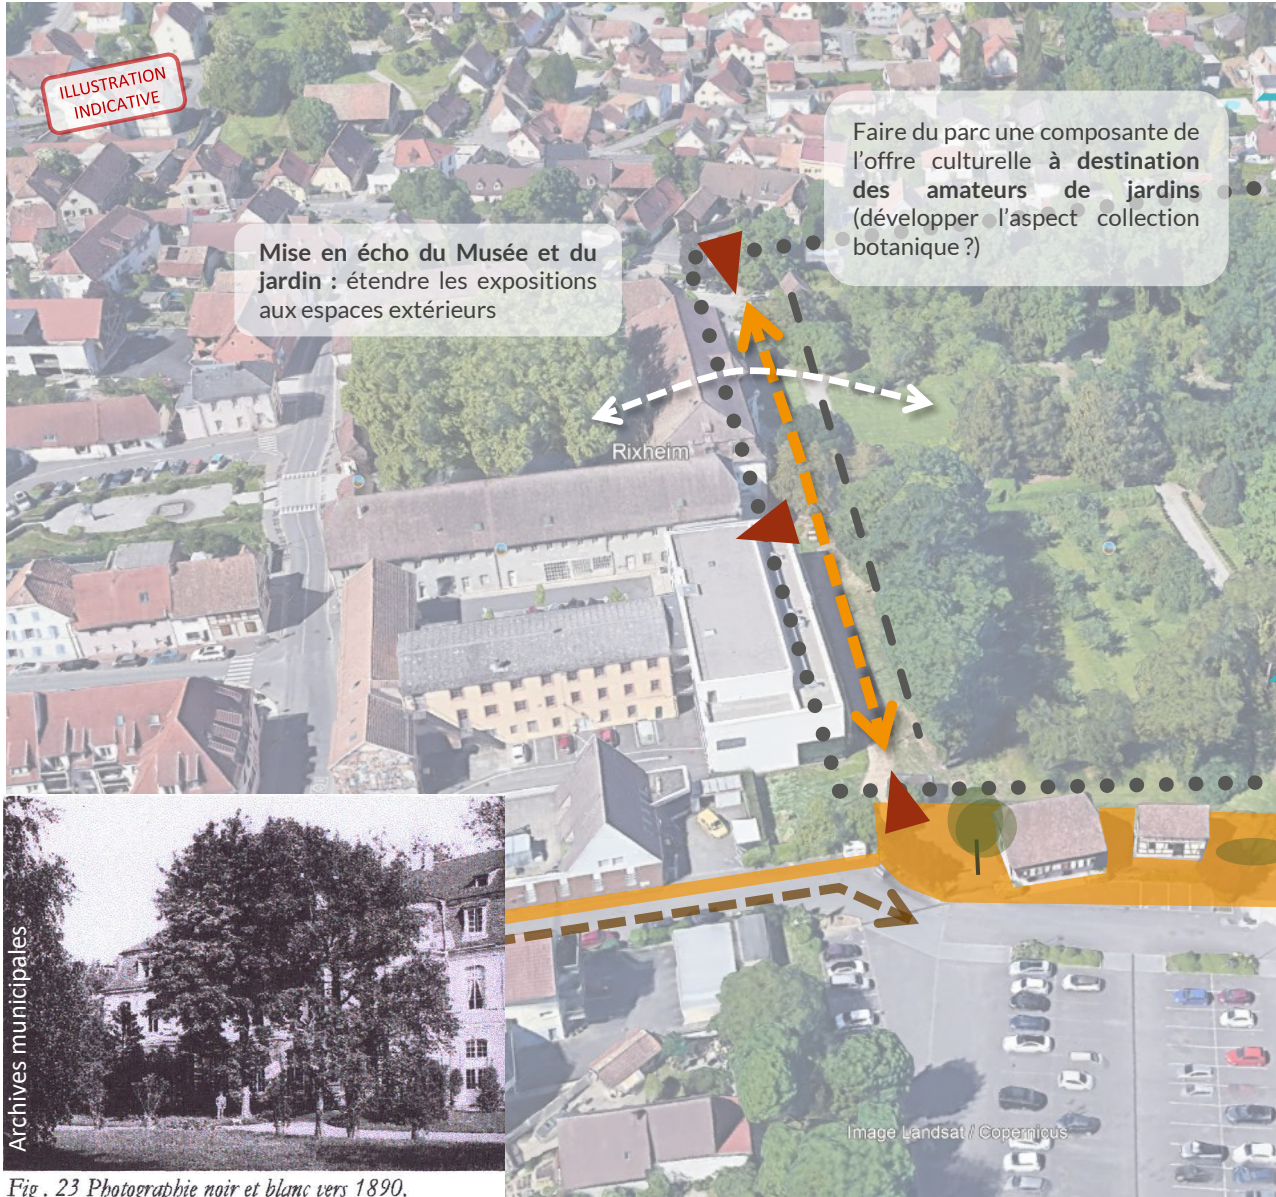 ILLUSTRATION
INDICATIVE
Faire du parc une composante de
l'offre culturelle à destination
des amateurs de jardins
(développer l'aspect collection
botanique ?)
Mise en écho du Musée et du
jardin : étendre les expositions
aux espaces extérieurs
Rixheim
Archives municipales
Image Landsat / Copernicus
Fig . 23 Photographie noir et blanc vers 1890.